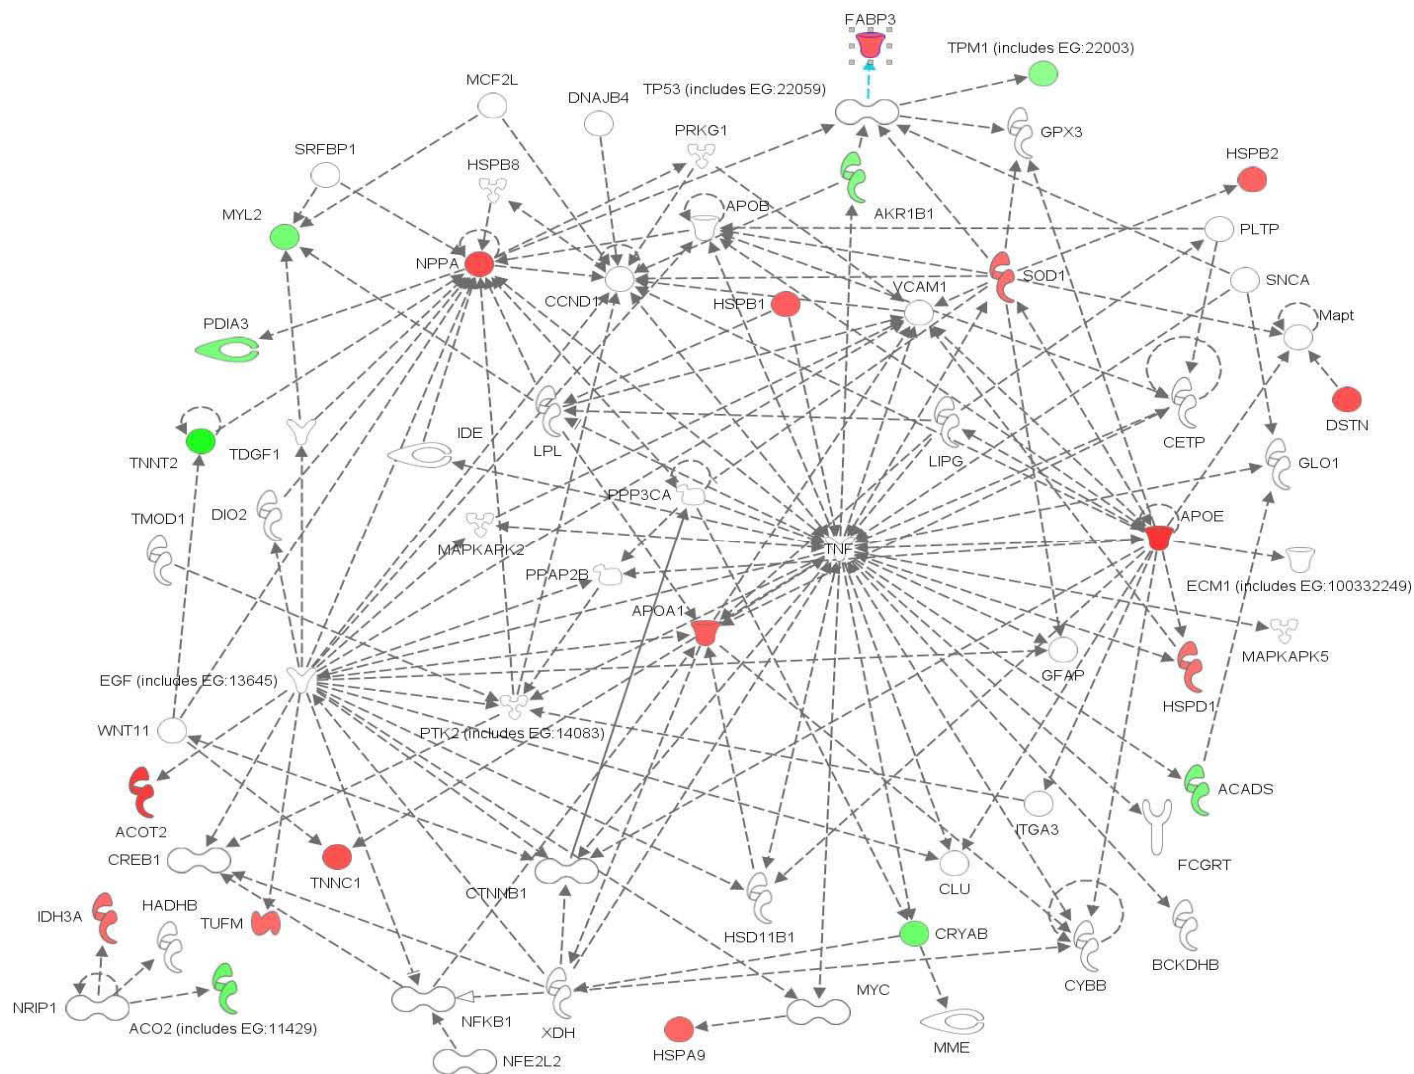 FABP3
TPM1 (includes EG:22003)
MCF2L
TP53 (includes EG:22059)
DNAJB4
PRKG1
GPX3
SRFBP1
HSPB8
HSPB2
APOB
AKR1B1
MYL2
PLTP
NPPA
SOD1
SNCA
CCND1
VCAM1
HSPB1
Mapt
PDIA3
DSTN
IDE
CETP
TNNT2
TDGF1
LPL
LIPG
GLO1
PPP3CA
DIO2
TMOD1
APOE
MAPKAPK2
TNF
PPAP2B
ECM1 (includes EG:100332249)
APOA1
MAPKAPK5
GFAP
EGF (includes EG:13645)
HSPD1
WNT11
PTK2 (includes EG:14083)
ACADS
ITGA3
ACOT2
FCGRT
CREB1
TNNC1
CTNNB1
CLU
HADHB
IDH3A
TUFM
CRYAB
HSD11B1
BCKDHB
CYBB
MYC
NRIP1
NFKB1
ACO2 (includes EG:11429)
XDH
MME
HSPA9
NFE2L2